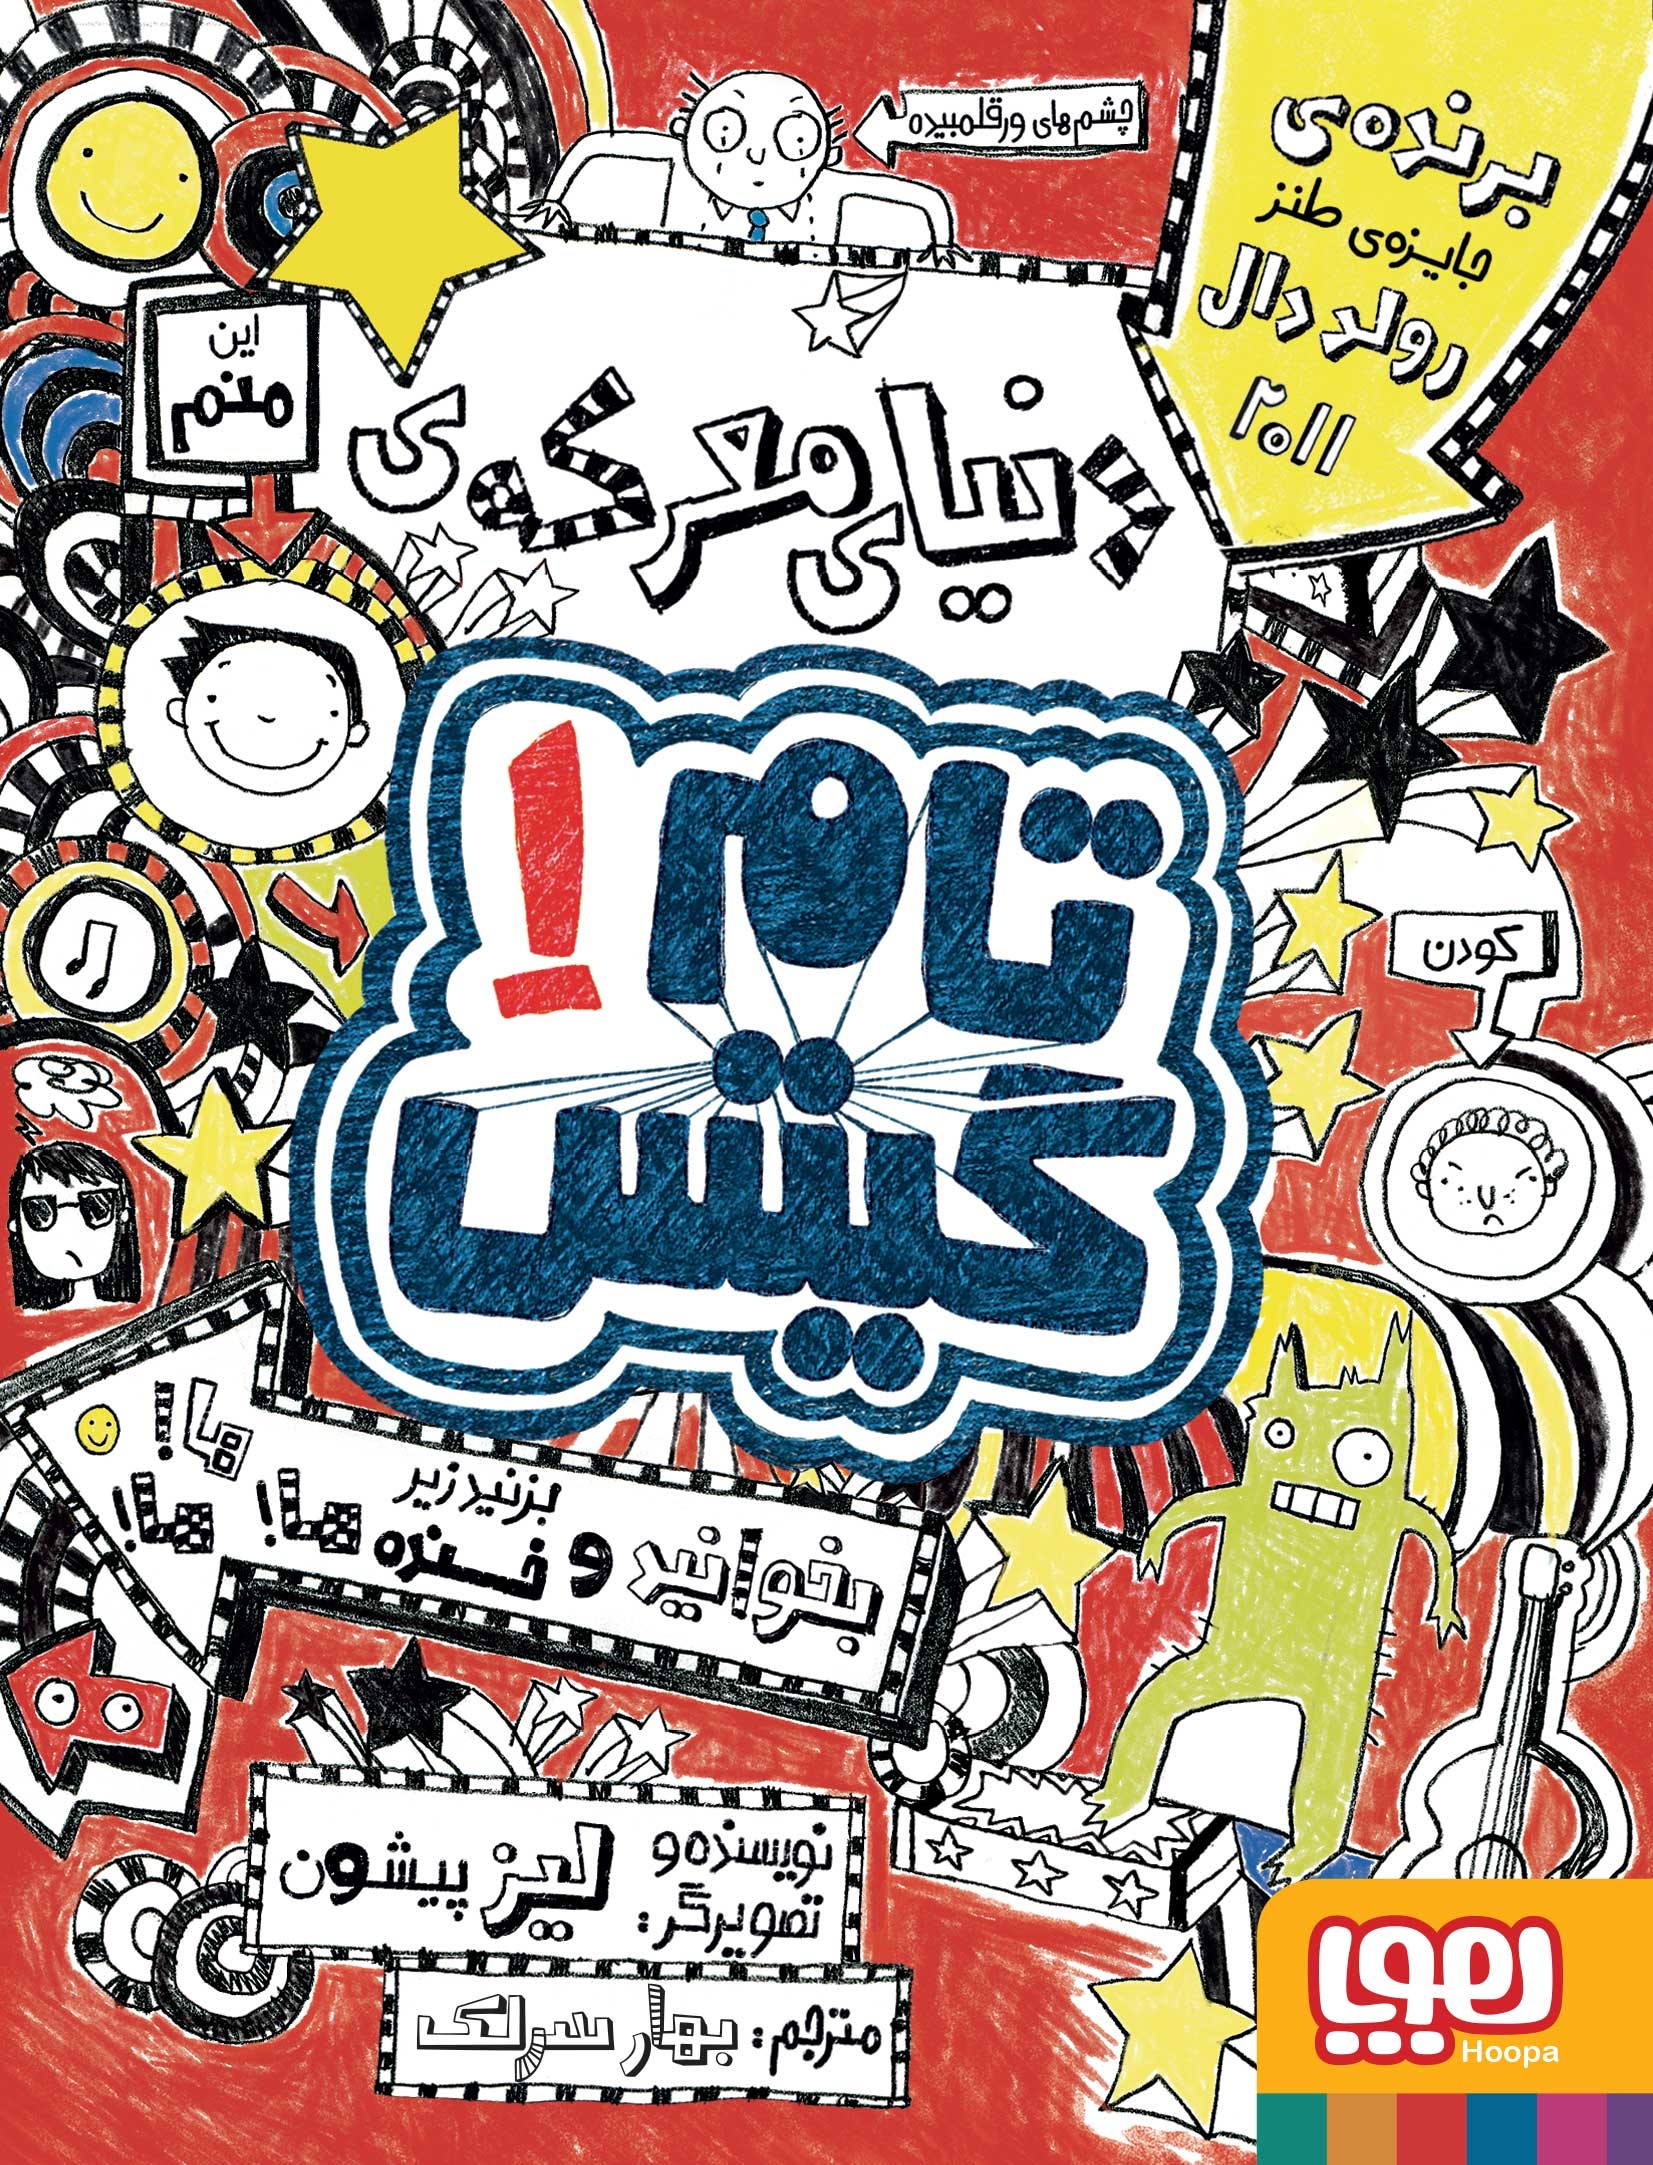 چشم‌های ورقلمبیده
برنده‌ی
جایزه‌ی طنز
رولد دال
۲۰۱۱
این
منم
دنیای معرکه‌ی
تام
گیتس!
کودن
بخوانید و بزنید زیر خنده ها! ها! ها!
نویسنده و
تصویرگر: لیز پیشون
مترجم: بهار سرلک
هوپا
Hoopa